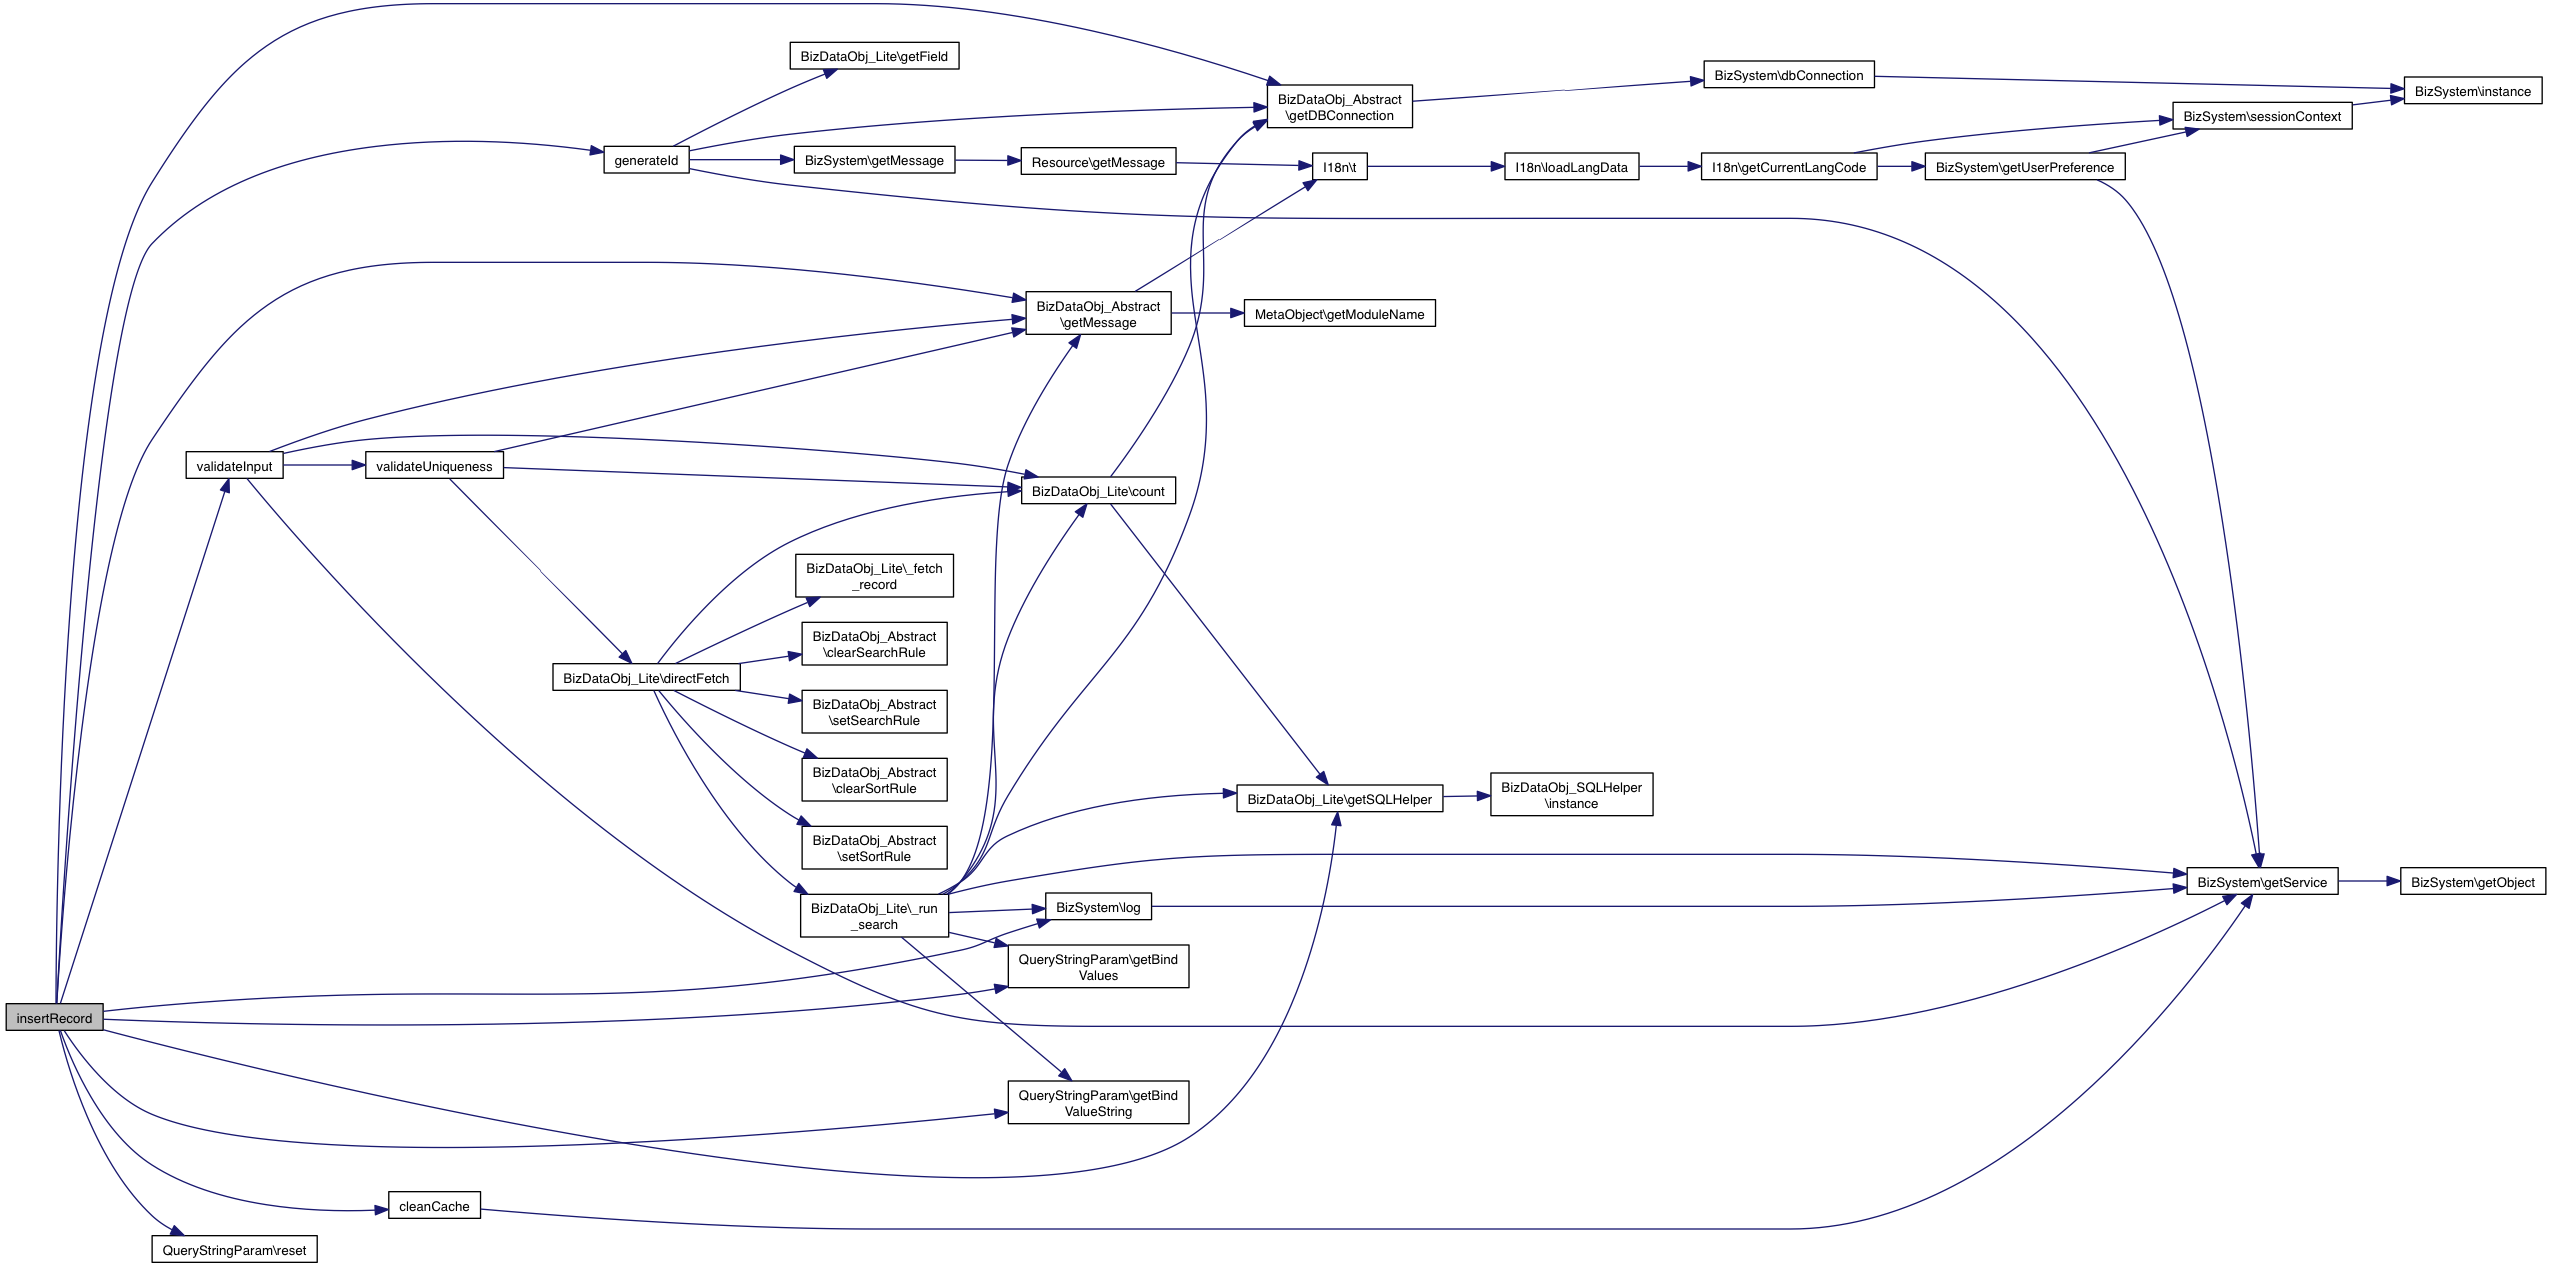 BizDataObj_Lite\getField
BizDataObj_Abstract
\getDBConnection
BizSystem\dbConnection
BizSystem\instance
BizSystem\sessionContext
generateId
BizSystem\getMessage
Resource\getMessage
I18n\t
I18n\loadLangData
I18n\getCurrentLangCode
BizSystem\getUserPreference
BizDataObj_Abstract
\getMessage
MetaObject\getModuleName
validateInput
validateUniqueness
BizDataObj_Lite\count
BizDataObj_Lite\_fetch
_record
BizDataObj_Abstract
\clearSearchRule
BizDataObj_Lite\directFetch
BizDataObj_Abstract
\setSearchRule
BizDataObj_Abstract
\clearSortRule
BizDataObj_Lite\getSQLHelper
BizDataObj_SQLHelper
\instance
BizDataObj_Abstract
\setSortRule
BizSystem\getService
BizSystem\getObject
BizDataObj_Lite\_run
_search
BizSystem\log
QueryStringParam\getBind
Values
insertRecord
QueryStringParam\getBind
ValueString
cleanCache
QueryStringParam\reset